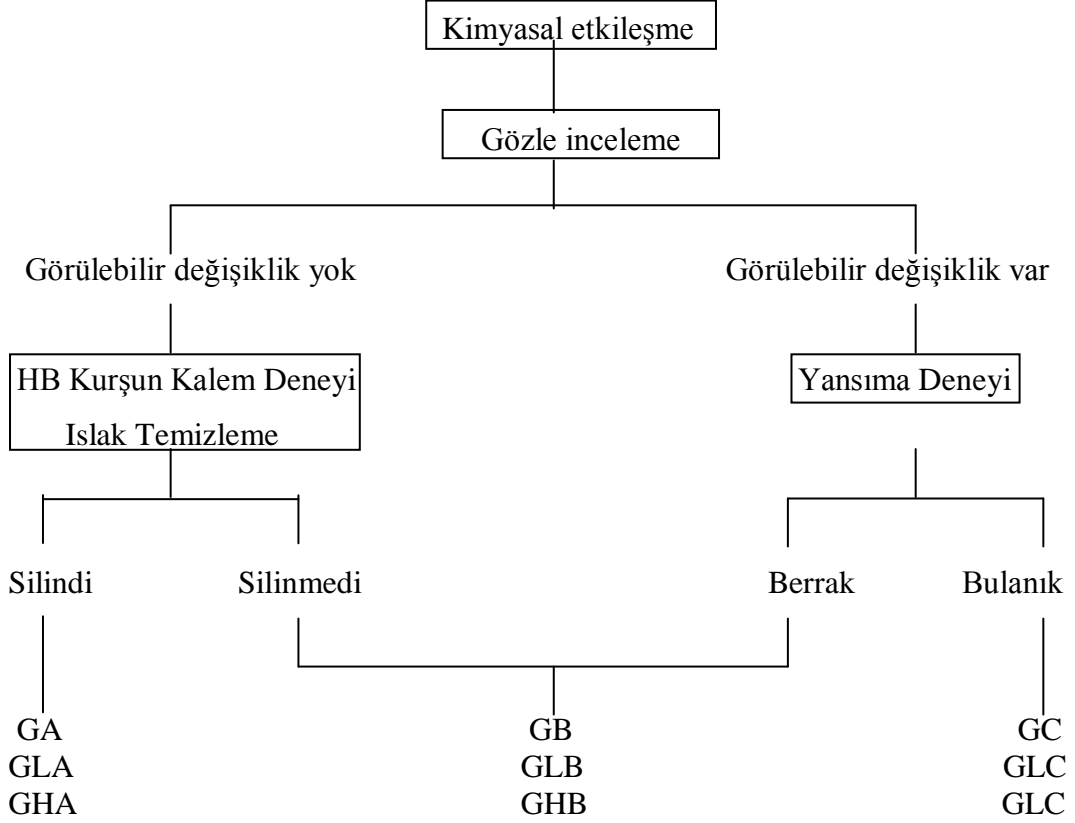 Kimyasal etkileşme
Gözle inceleme
Görülebilir değişiklik yok
Görülebilir değişiklik var
HB Kurşun Kalem Deneyi
Islak Temizleme
Yansıma Deneyi
Silindi
Silinmedi
Berrak
Bulanık
GA
GB
GC
GLA
GLB
GLC
GHA
GHB
GLC